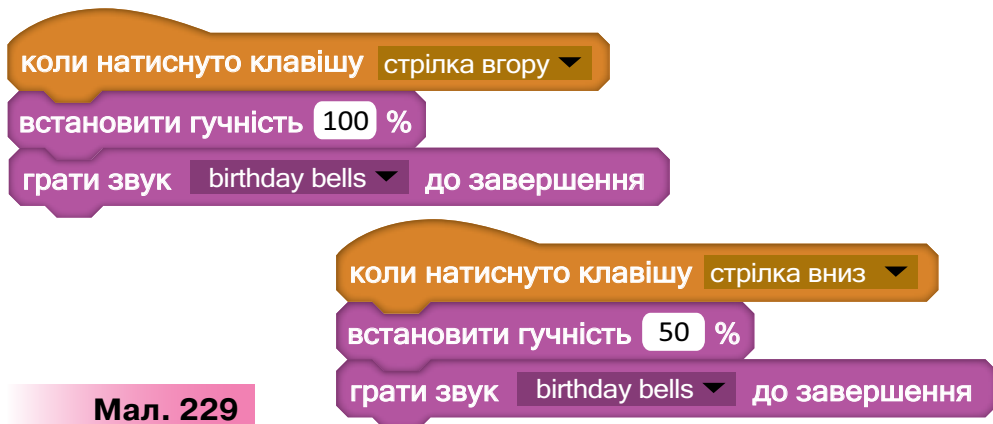 коли натиснуто клавішу стрілка вгору
встановити гучність 100 %
грати звук birthday bells до завершення
коли натиснуто клавішу стрілка вниз
встановити гучність 50 %
грати звук birthday bells до завершення
Мал. 229